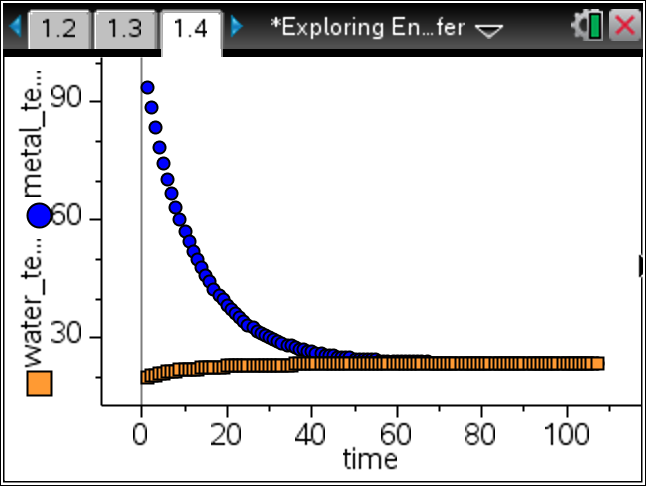 1.2 1.3 1.4 *Exploring En…fer
metal_te…
water_te…
90
60
30
0 20 40 60 80 100
time